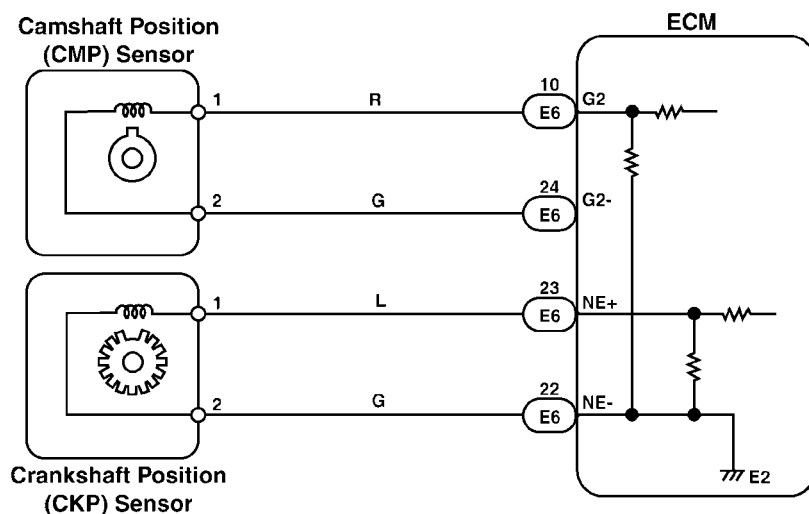 Camshaft Position
(CMP) Sensor
ECM
1
R
10
E6
G2
2
G
24
E6
G2-
1
L
23
E6
NE+
2
G
22
E6
NE-
E2
Crankshaft Position
(CKP) Sensor